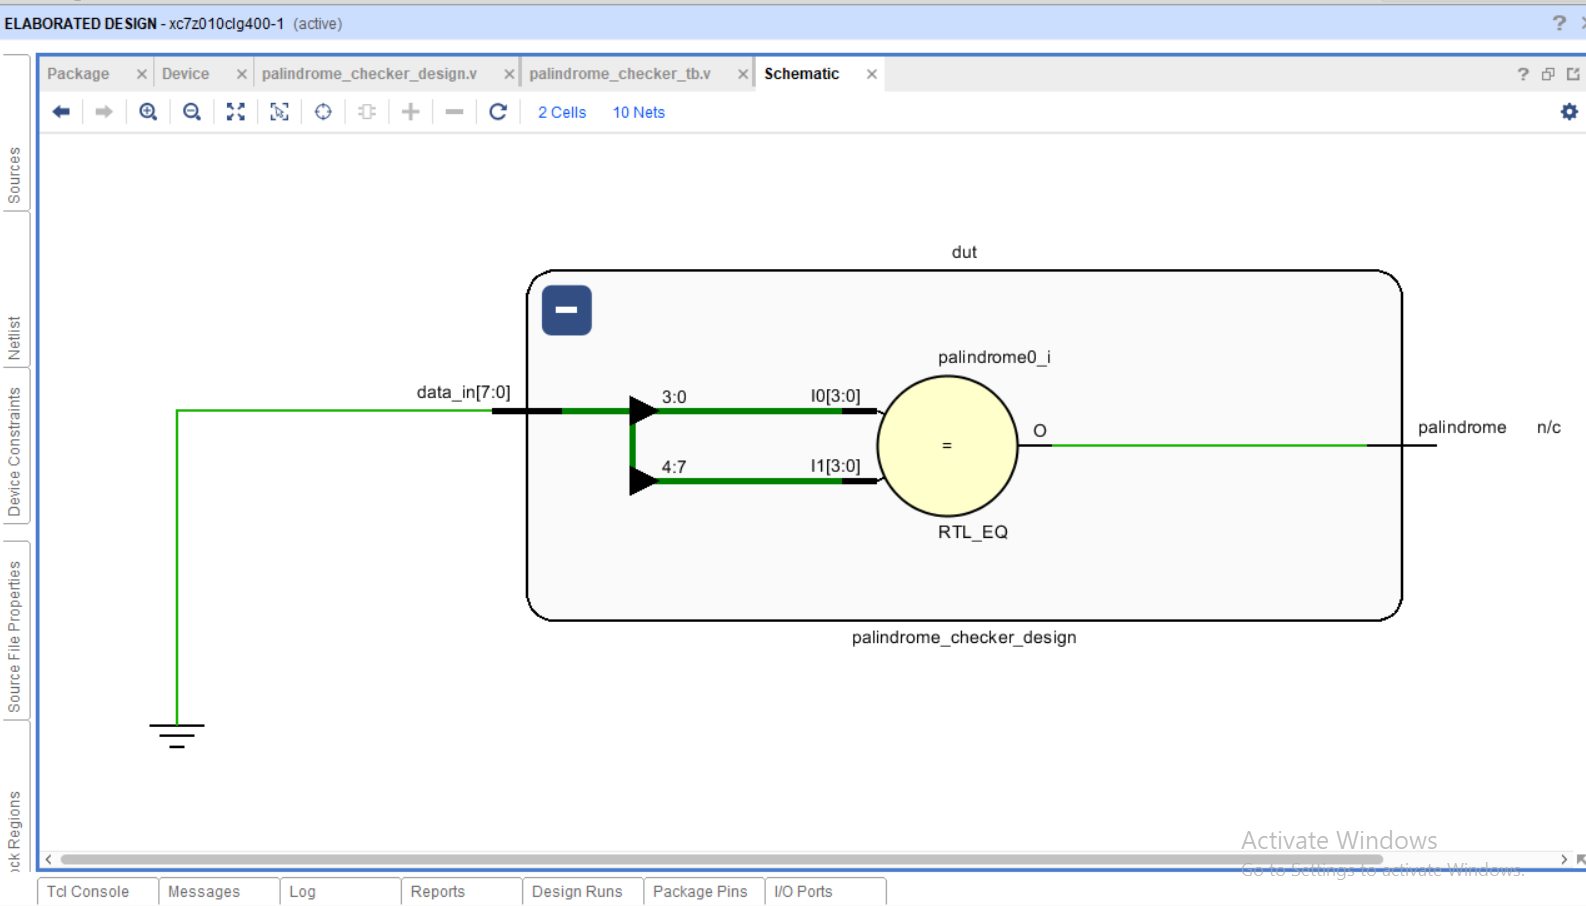 ELABORATED DESIGN - xc7z010clg400-1 (active)
Package
Device
palindrome_checker_design.v
palindrome_checker_tb.v
Schematic
2 Cells
10 Nets
Sources
Netlist
Device Constraints
Source File Properties
ck Regions
dut
palindrome0_i
data_in[7:0]
3:0
I0[3:0]
4:7
I1[3:0]
=
O
RTL_EQ
palindrome
n/c
palindrome_checker_design
Activate Windows
Go to Settings to activate Windows.
Tcl Console
Messages
Log
Reports
Design Runs
Package Pins
I/O Ports